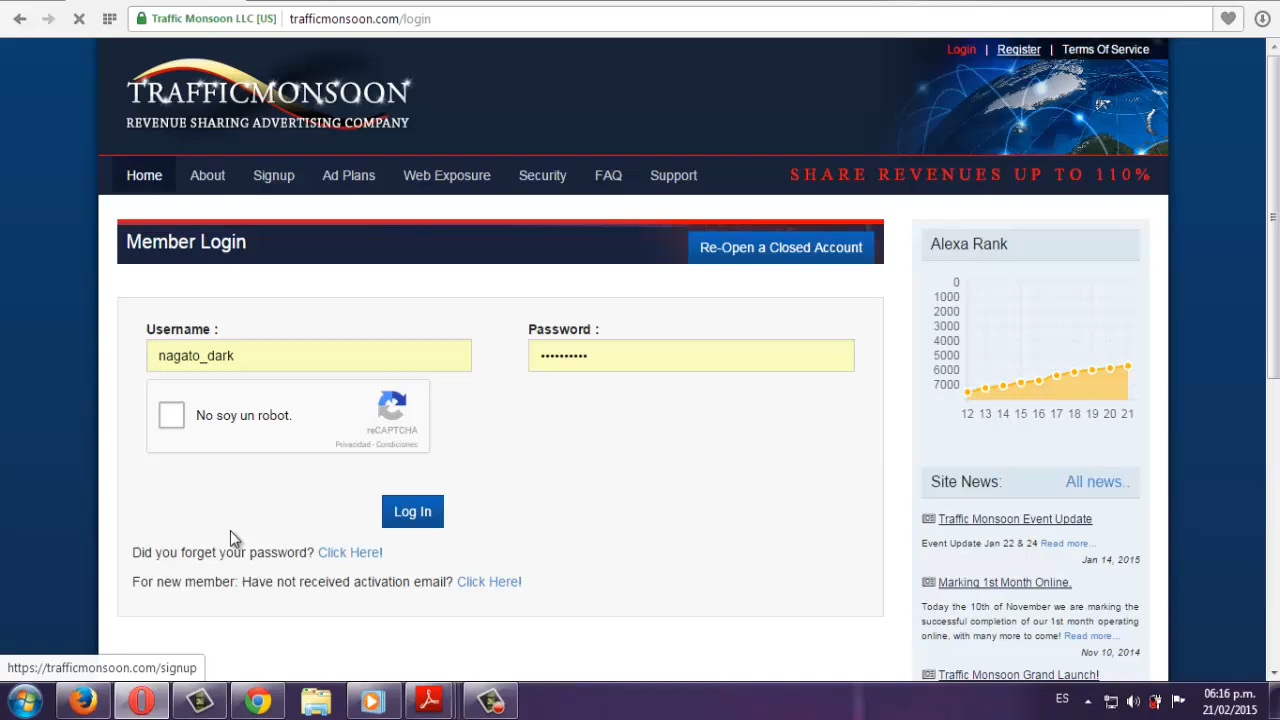 Traffic Monsoon LLC [US]
trafficmonsoon.com/login
Login | Register | Terms Of Service
TRAFFICMONSOON
REVENUE SHARING ADVERTISING COMPANY
Home About Signup Ad Plans Web Exposure Security FAQ Support
SHARE REVENUES UP TO 110%
Member Login
Re-Open a Closed Account
Username :
nagato_dark
Password :
••••••••••
No soy un robot.
reCAPTCHA
Privacidad - Condiciones
Log In
Did you forget your password? Click Here!
For new member: Have not received activation email? Click Here!
Alexa Rank
0
1000
2000
3000
4000
5000
6000
7000
12 13 14 15 16 17 18 19 20 21
Site News: All news..
Traffic Monsoon Event Update
Event Update Jan 22 & 24 Read more...
Jan 14, 2015
Marking 1st Month Online.
Today the 10th of November we are marking the
successful completion of our 1st month operating
online, with many more to come! Read more...
Nov 10, 2014
Traffic Monsoon Grand Launch!
https://trafficmonsoon.com/signup
ES
06:16 p.m.
21/02/2015